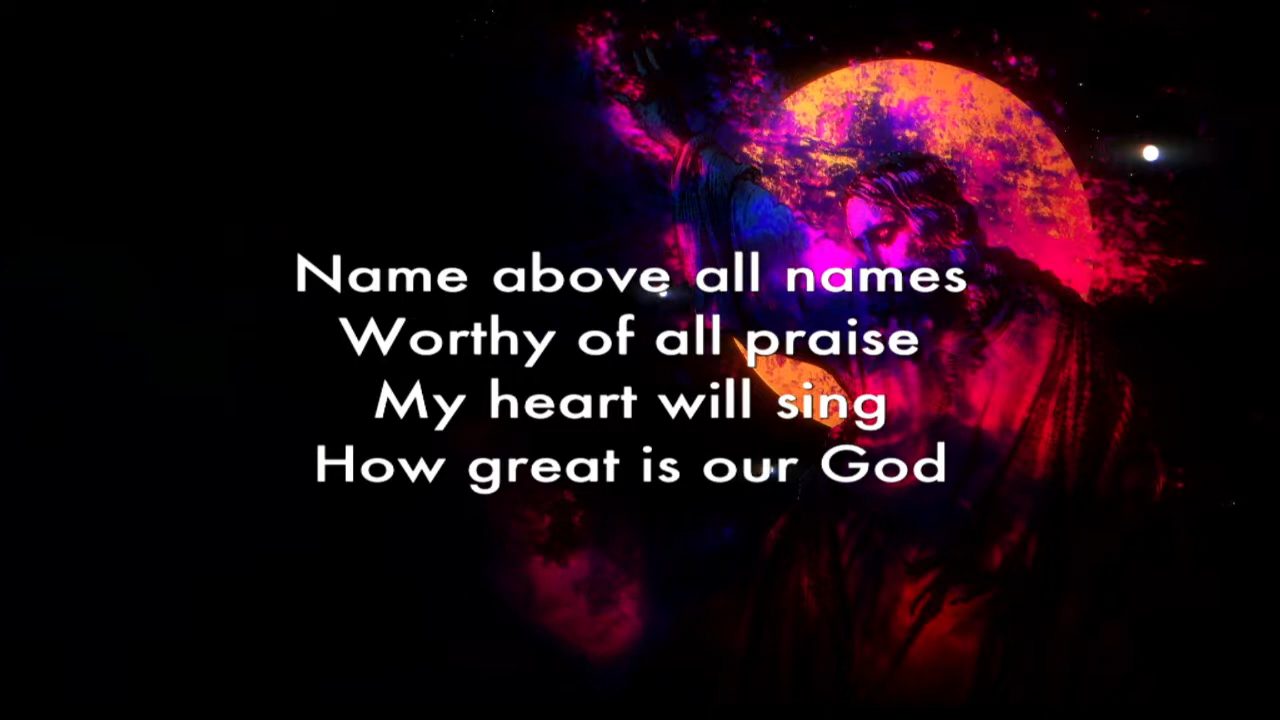 Name above all names
Worthy of all praise
My heart will sing
How great is our God